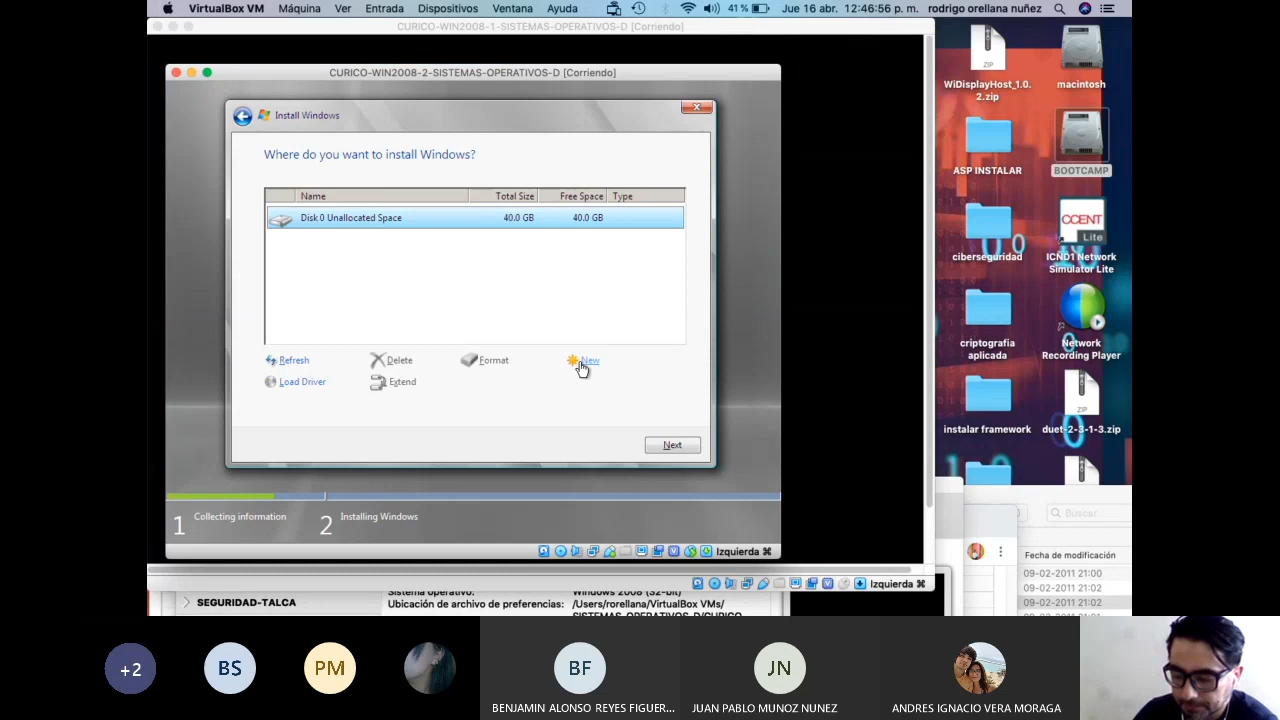 VirtualBox VM Máquina Ver Entrada Dispositivos Ventana Ayuda 41 % Jue 16 abr. 12:46:56 p. m. rodrigo orellana nuñez
CURICO-WIN2008-1-SISTEMAS-OPERATIVOS-D [Corriendo]
CURICO-WIN2008-2-SISTEMAS-OPERATIVOS-D [Corriendo]
Install Windows
Where do you want to install Windows?
Name Total Size Free Space Type
Disk 0 Unallocated Space 40.0 GB 40.0 GB
Refresh Delete Format New
Load Driver Extend
Next
1 Collecting information 2 Installing Windows
Izquierda ⌘
Izquierda ⌘
SEGURIDAD-TALCA
Sistema operativo: Windows 2008 (32-bit)
Ubicación de archivo de preferencias: /Users/rorellana/VirtualBox VMs/
SISTEMAS-OPERATIVOS-D/CURICO
ZIP
WiDisplayHost_1.0.
2.zip
macintosh
ASP INSTALAR
BOOTCAMP
CCENT
Lite
ciberseguridad
ICND1 Network
Simulator Lite
criptografía
aplicada
Network
Recording Player
ZIP
instalar framework
duet-2-3-1-3.zip
Buscar
Fecha de modificación
09-02-2011 21:00
09-02-2011 21:02
09-02-2011 21:02
+2
BS
PM
BF
BENJAMIN ALONSO REYES FIGUER...
JN
JUAN PABLO MUNOZ NUNEZ
ANDRES IGNACIO VERA MORAGA